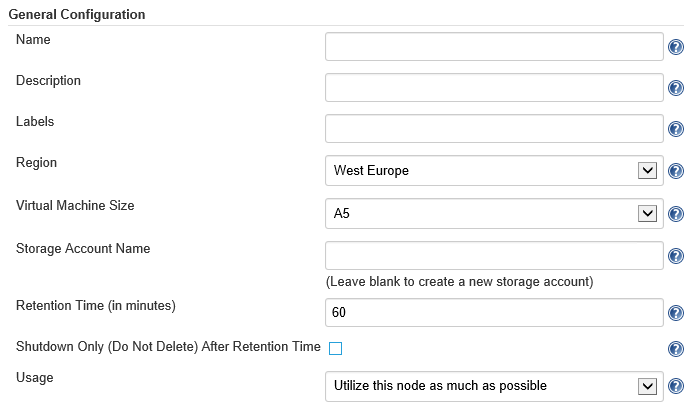 General Configuration
Name
Description
Labels
Region West Europe
Virtual Machine Size A5
Storage Account Name
(Leave blank to create a new storage account)
Retention Time (in minutes) 60
Shutdown Only (Do Not Delete) After Retention Time
Usage Utilize this node as much as possible